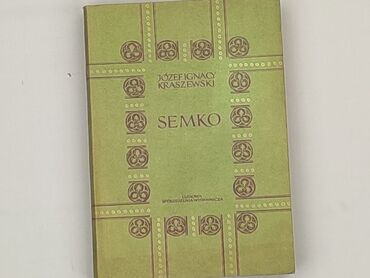 JÓZEF IGNACY
KRASZEWSKI
SEMKO
LUDOWA
SPÓŁDZIELNIA WYDAWNICZA